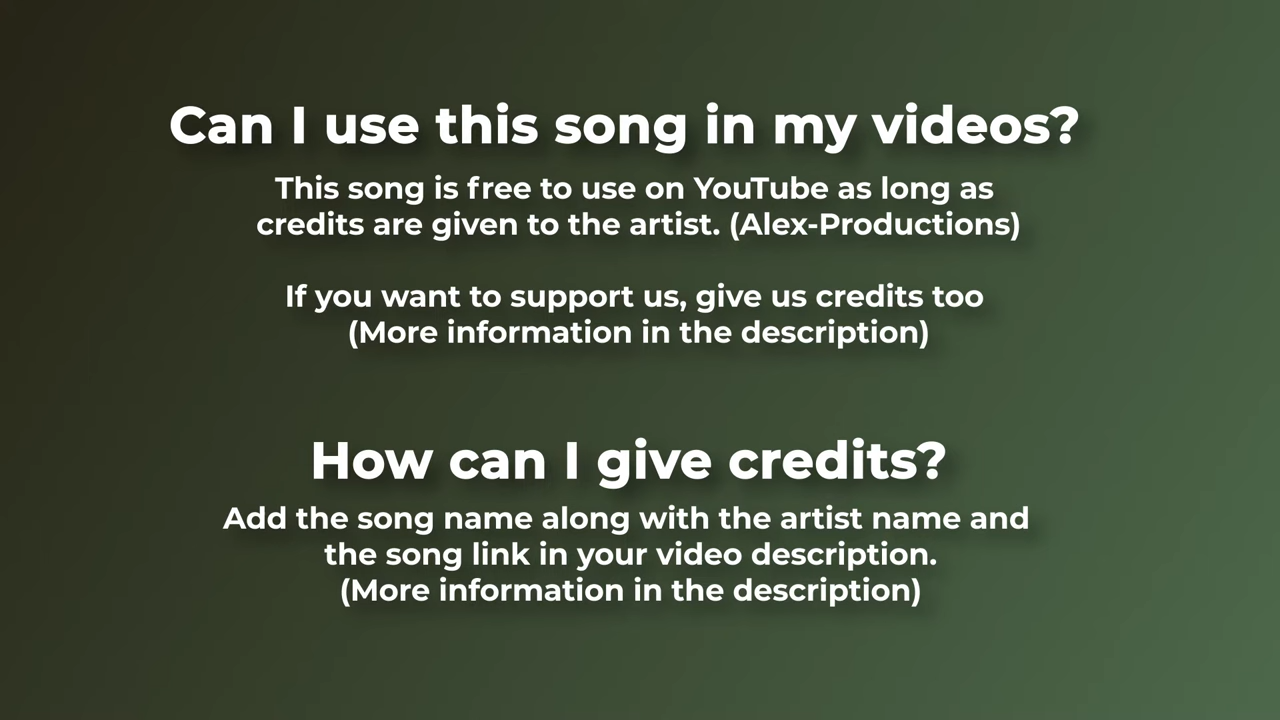 Can I use this song in my videos?
This song is free to use on YouTube as long as
credits are given to the artist. (Alex-Productions)
If you want to support us, give us credits too
(More information in the description)
How can I give credits?
Add the song name along with the artist name and
the song link in your video description.
(More information in the description)